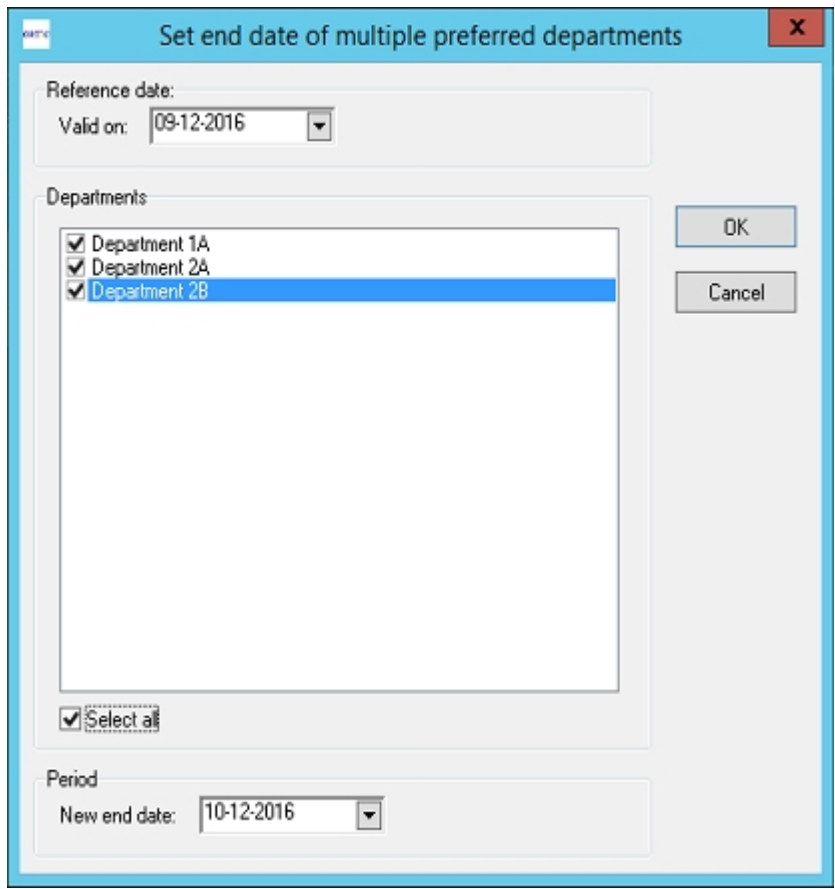 Set end date of multiple preferred departments
X
Reference date:
Valid on: 09-12-2016
Departments
Department 1A
Department 2A
Department 2B
OK
Cancel
Select all
Period
New end date: 10-12-2016